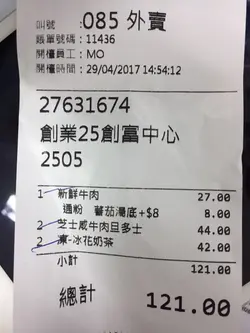 叫號 : 085 外賣
賬單號碼 : 11436
開檯員工 : MO
開檯時間 : 29/04/2017 14:54:12
27631674
創業25創富中心
2505
1 新鮮牛肉 27.00
通粉 蕃茄湯底+$8 8.00
2 芝士咸牛肉旦多士 44.00
2 凍-冰花奶茶 42.00
小計 121.00
總計 121.00